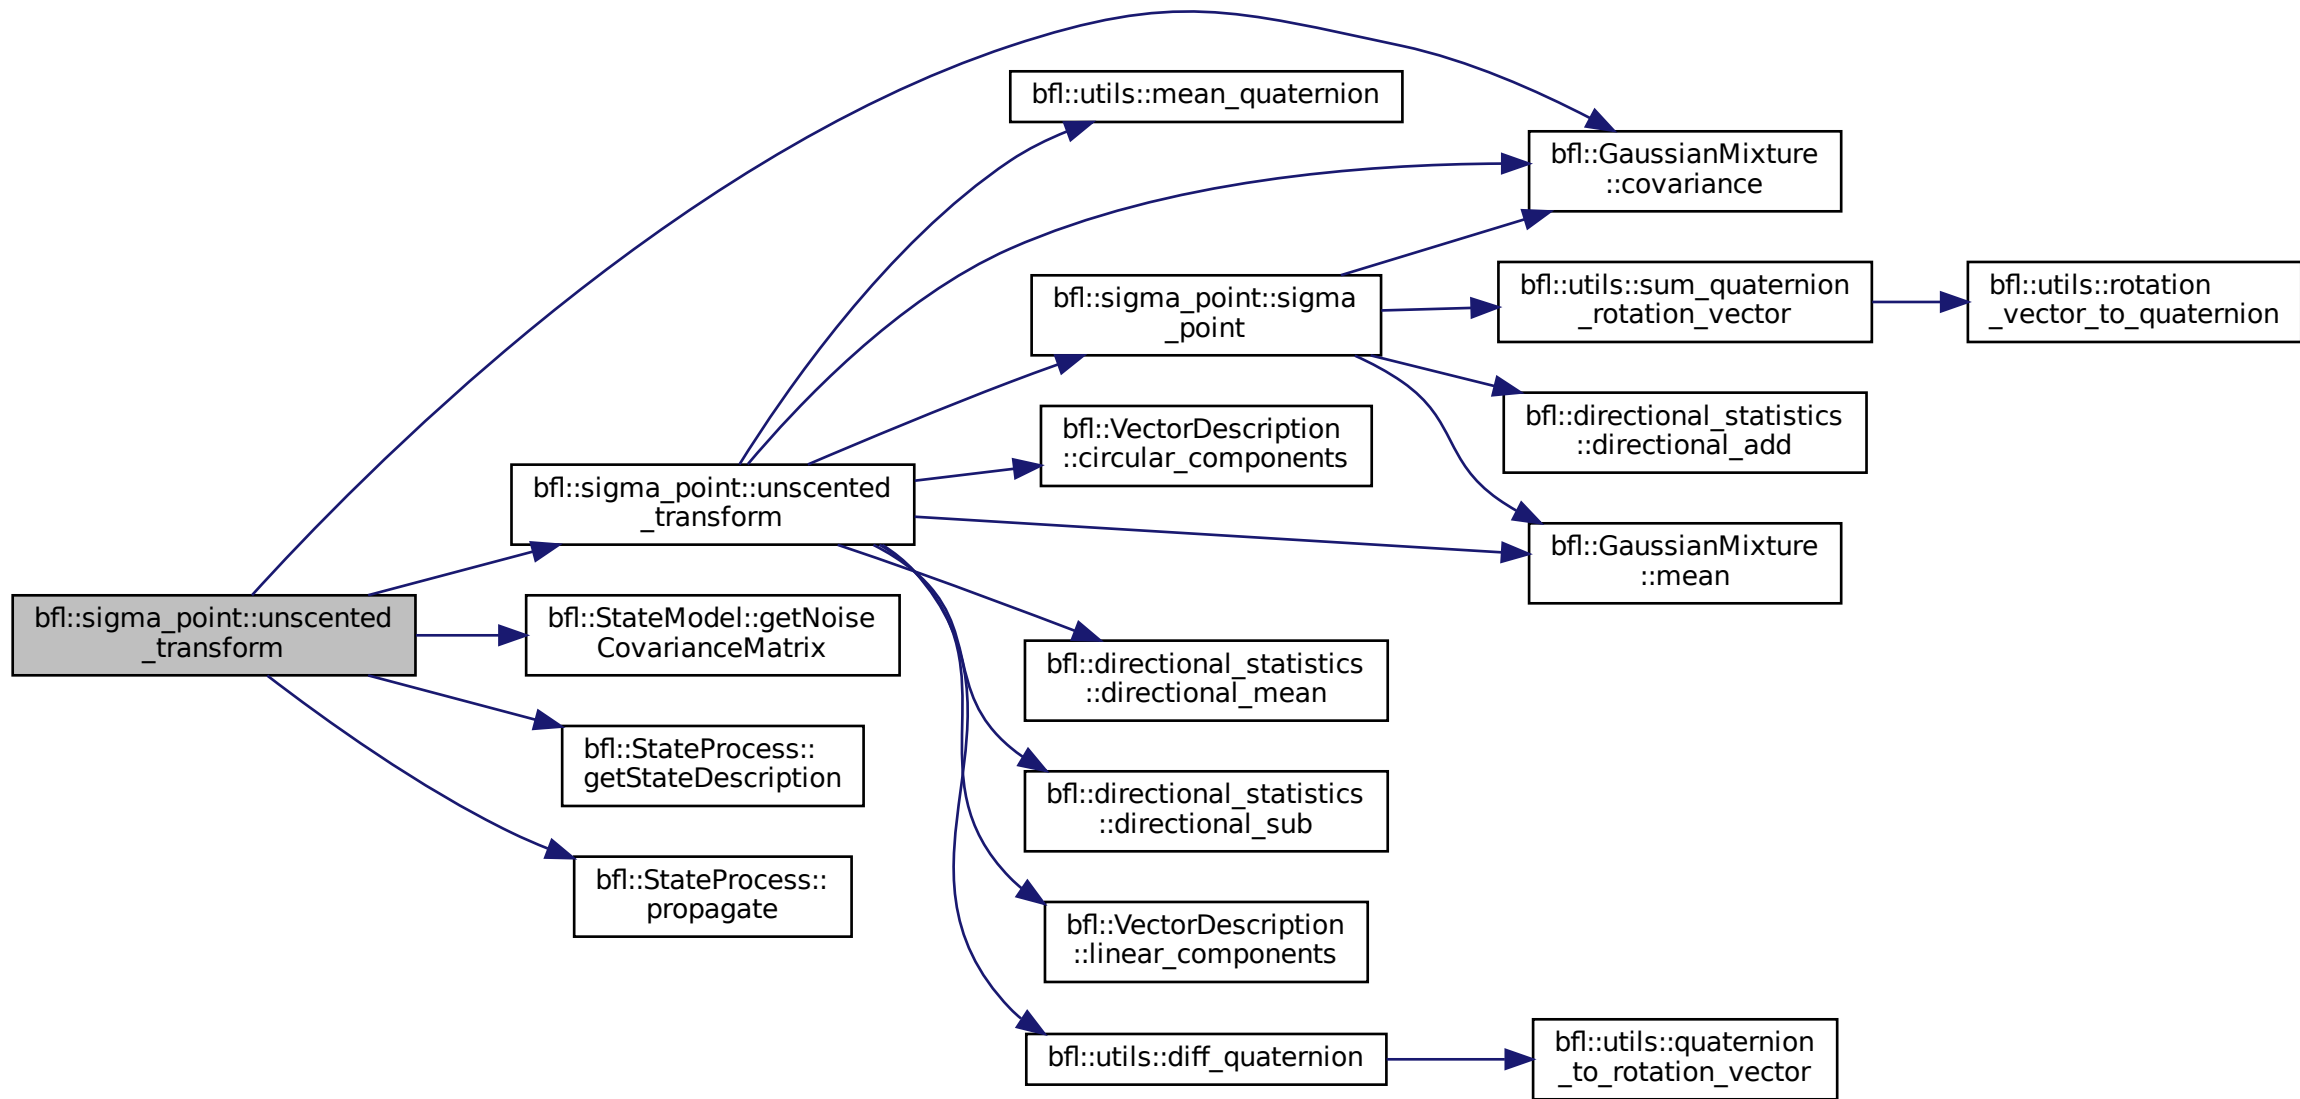 bfl::sigma_point::unscented
_transform
bfl::sigma_point::unscented
_transform
bfl::StateModel::getNoise
CovarianceMatrix
bfl::StateProcess::
getStateDescription
bfl::StateProcess::
propagate
bfl::utils::mean_quaternion
bfl::sigma_point::sigma
_point
bfl::VectorDescription
::circular_components
bfl::directional_statistics
::directional_mean
bfl::directional_statistics
::directional_sub
bfl::VectorDescription
::linear_components
bfl::utils::diff_quaternion
bfl::GaussianMixture
::covariance
bfl::utils::sum_quaternion
_rotation_vector
bfl::directional_statistics
::directional_add
bfl::GaussianMixture
::mean
bfl::utils::quaternion
_to_rotation_vector
bfl::utils::rotation
_vector_to_quaternion